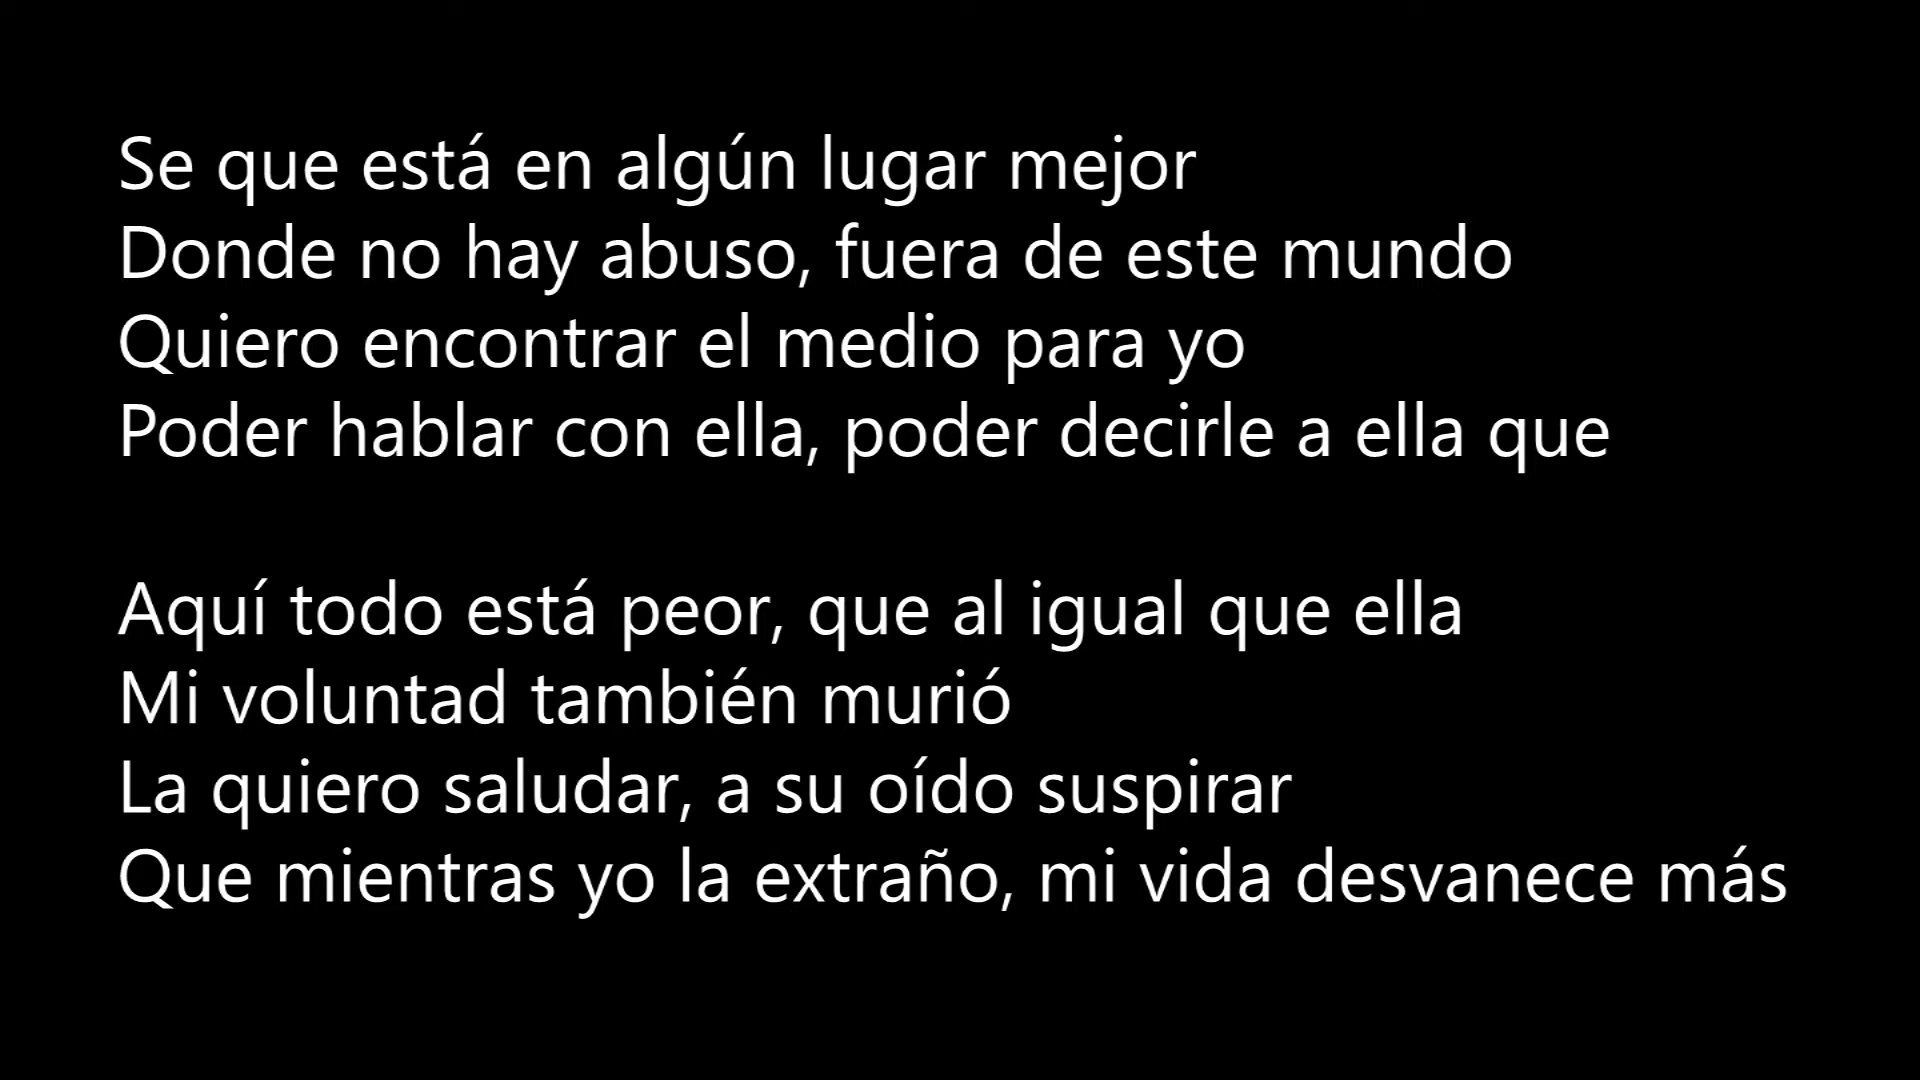 Se que está en algún lugar mejor
Donde no hay abuso, fuera de este mundo
Quiero encontrar el medio para yo
Poder hablar con ella, poder decirle a ella que
Aquí todo está peor, que al igual que ella
Mi voluntad también murió
La quiero saludar, a su oído suspirar
Que mientras yo la extraño, mi vida desvanece más